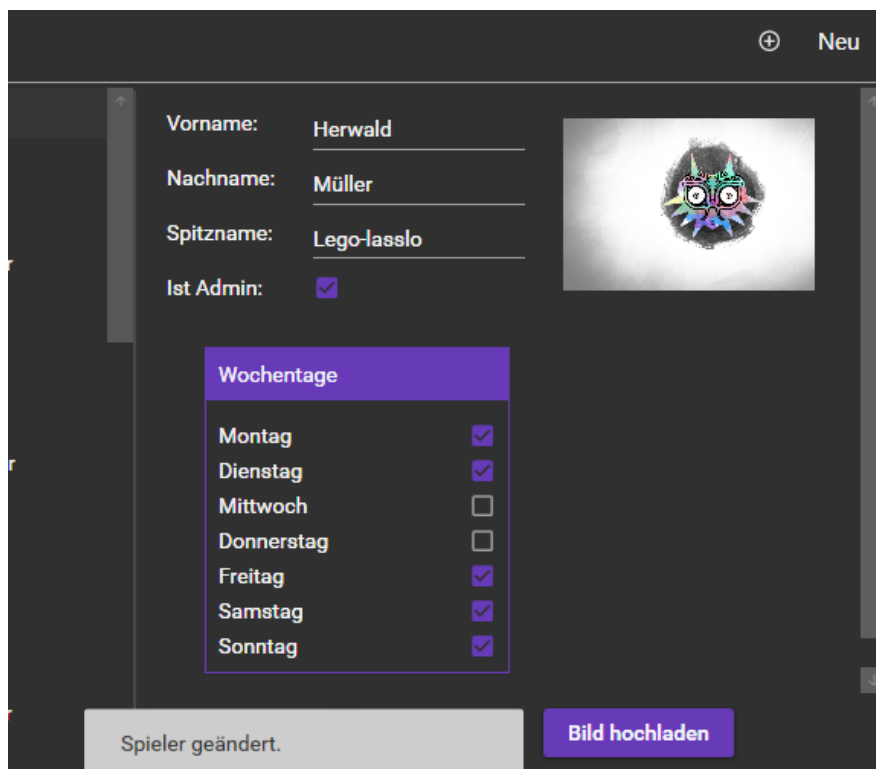 Neu
Vorname: Herwald
Nachname: Müller
Spitzname: Lego-lasslo
Ist Admin:
Wochentage
Montag
Dienstag
Mittwoch
Donnerstag
Freitag
Samstag
Sonntag
Spieler geändert.
Bild hochladen